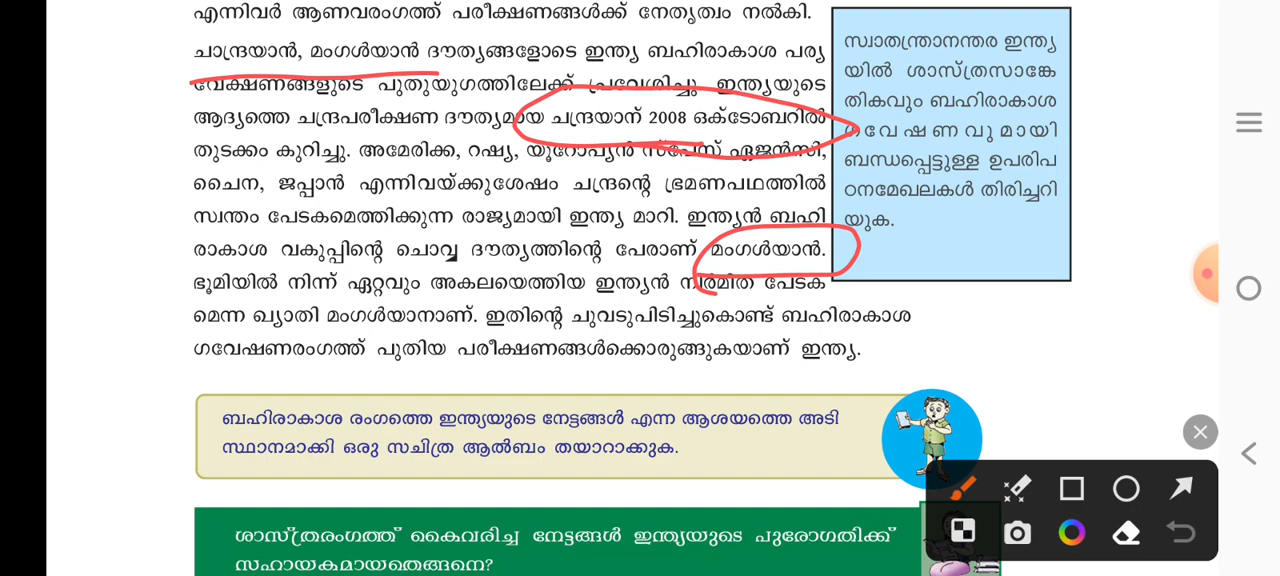 എന്നിവർ ആണവരംഗത്ത് പരീക്ഷണങ്ങൾക്ക് നേതൃത്വം നൽകി.
ചാന്ദ്രയാൻ, മംഗൾയാൻ ദൗത്യങ്ങളോടെ ഇന്ത്യ ബഹിരാകാശ പര്യ
വേക്ഷണങ്ങളുടെ പുതുയുഗത്തിലേക്ക് പ്രവേശിച്ചു. ഇന്ത്യയുടെ
ആദ്യത്തെ ചന്ദ്രപരീക്ഷണ ദൗത്യമായ ചന്ദ്രയാന് 2008 ഒക്ടോബറിൽ
തുടക്കം കുറിച്ചു. അമേരിക്ക, റഷ്യ, യൂറോപ്യൻ സ്പേസ് ഏജൻസി,
ചൈന, ജപ്പാൻ എന്നിവയ്ക്കുശേഷം ചന്ദ്രന്റെ ഭ്രമണപഥത്തിൽ
സ്വന്തം പേടകമെത്തിക്കുന്ന രാജ്യമായി ഇന്ത്യ മാറി. ഇന്ത്യൻ ബഹി
രാകാശ വകുപ്പിന്റെ ചൊവ്വ ദൗത്യത്തിന്റെ പേരാണ് മംഗൾയാൻ.
ഭൂമിയിൽ നിന്ന് ഏറ്റവും അകലയെത്തിയ ഇന്ത്യൻ നിർമിത പേടക
മെന്ന ഖ്യാതി മംഗൾയാനാണ്. ഇതിന്റെ ചുവടുപിടിച്ചുകൊണ്ട് ബഹിരാകാശ
ഗവേഷണരംഗത്ത് പുതിയ പരീക്ഷണങ്ങൾക്കൊരുങ്ങുകയാണ് ഇന്ത്യ.
സ്വാതന്ത്രാനന്തര ഇന്ത്യ
യിൽ ശാസ്ത്രസാങ്കേ
തികവും ബഹിരാകാശ
ഗവേഷണവുമായി
ബന്ധപ്പെട്ടുള്ള ഉപരിപ
ഠനമേഖലകൾ തിരിച്ചറി
യുക.
ബഹിരാകാശ രംഗത്തെ ഇന്ത്യയുടെ നേട്ടങ്ങൾ എന്ന ആശയത്തെ അടി
സ്ഥാനമാക്കി ഒരു സചിത്ര ആൽബം തയാറാക്കുക.
ശാസ്ത്രരംഗത്ത് കൈവരിച്ച നേട്ടങ്ങൾ ഇന്ത്യയുടെ പുരോഗതിക്ക്
സഹായകമായതെങ്ങനെ?